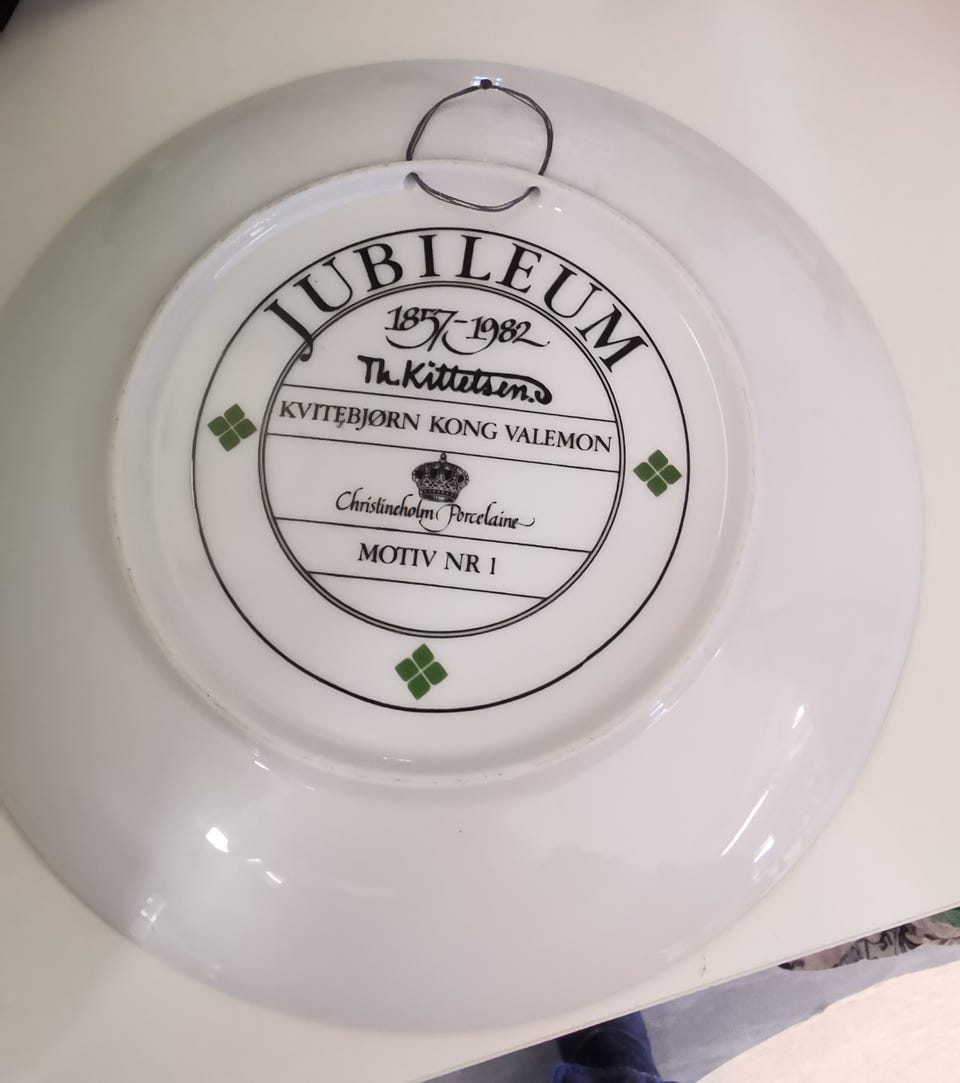 JUBILEUM
1857-1982
Th. Kittelsen.
KVITEBJØRN KONG VALEMON
Christineholm Porcelaine
MOTIV NR 1